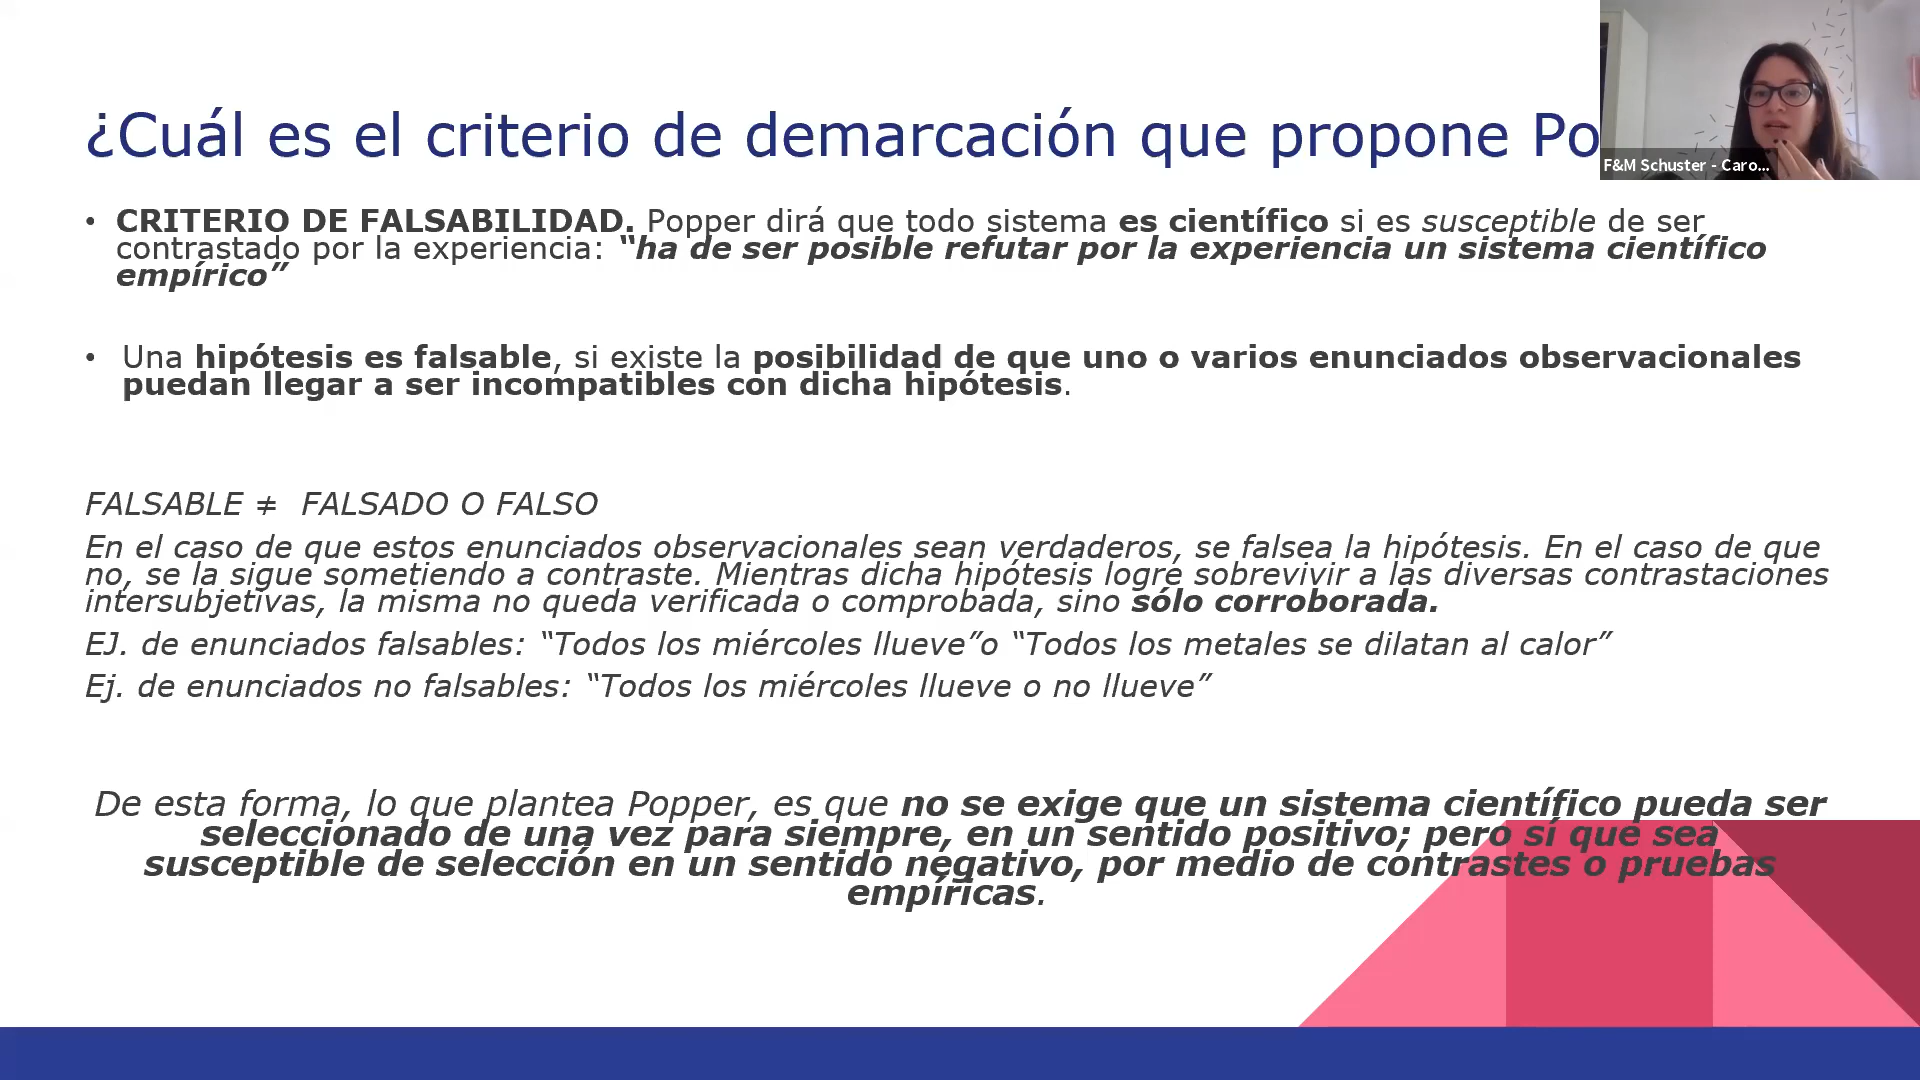 ¿Cuál es el criterio de demarcación que propone Po
F&M Schuster - Caro...
• CRITERIO DE FALSABILIDAD. Popper dirá que todo sistema es científico si es susceptible de ser
contrastado por la experiencia: “ha de ser posible refutar por la experiencia un sistema científico
empírico”
• Una hipótesis es falsable, si existe la posibilidad de que uno o varios enunciados observacionales
puedan llegar a ser incompatibles con dicha hipótesis.
FALSABLE ≠ FALSADO O FALSO
En el caso de que estos enunciados observacionales sean verdaderos, se falsea la hipótesis. En el caso de que
no, se la sigue sometiendo a contraste. Mientras dicha hipótesis logre sobrevivir a las diversas contrastaciones
intersubjetivas, la misma no queda verificada o comprobada, sino sólo corroborada.
EJ. de enunciados falsables: “Todos los miércoles llueve”o “Todos los metales se dilatan al calor”
Ej. de enunciados no falsables: “Todos los miércoles llueve o no llueve”
De esta forma, lo que plantea Popper, es que no se exige que un sistema científico pueda ser
seleccionado de una vez para siempre, en un sentido positivo; pero sí que sea
susceptible de selección en un sentido negativo, por medio de contrastes o pruebas
empíricas.